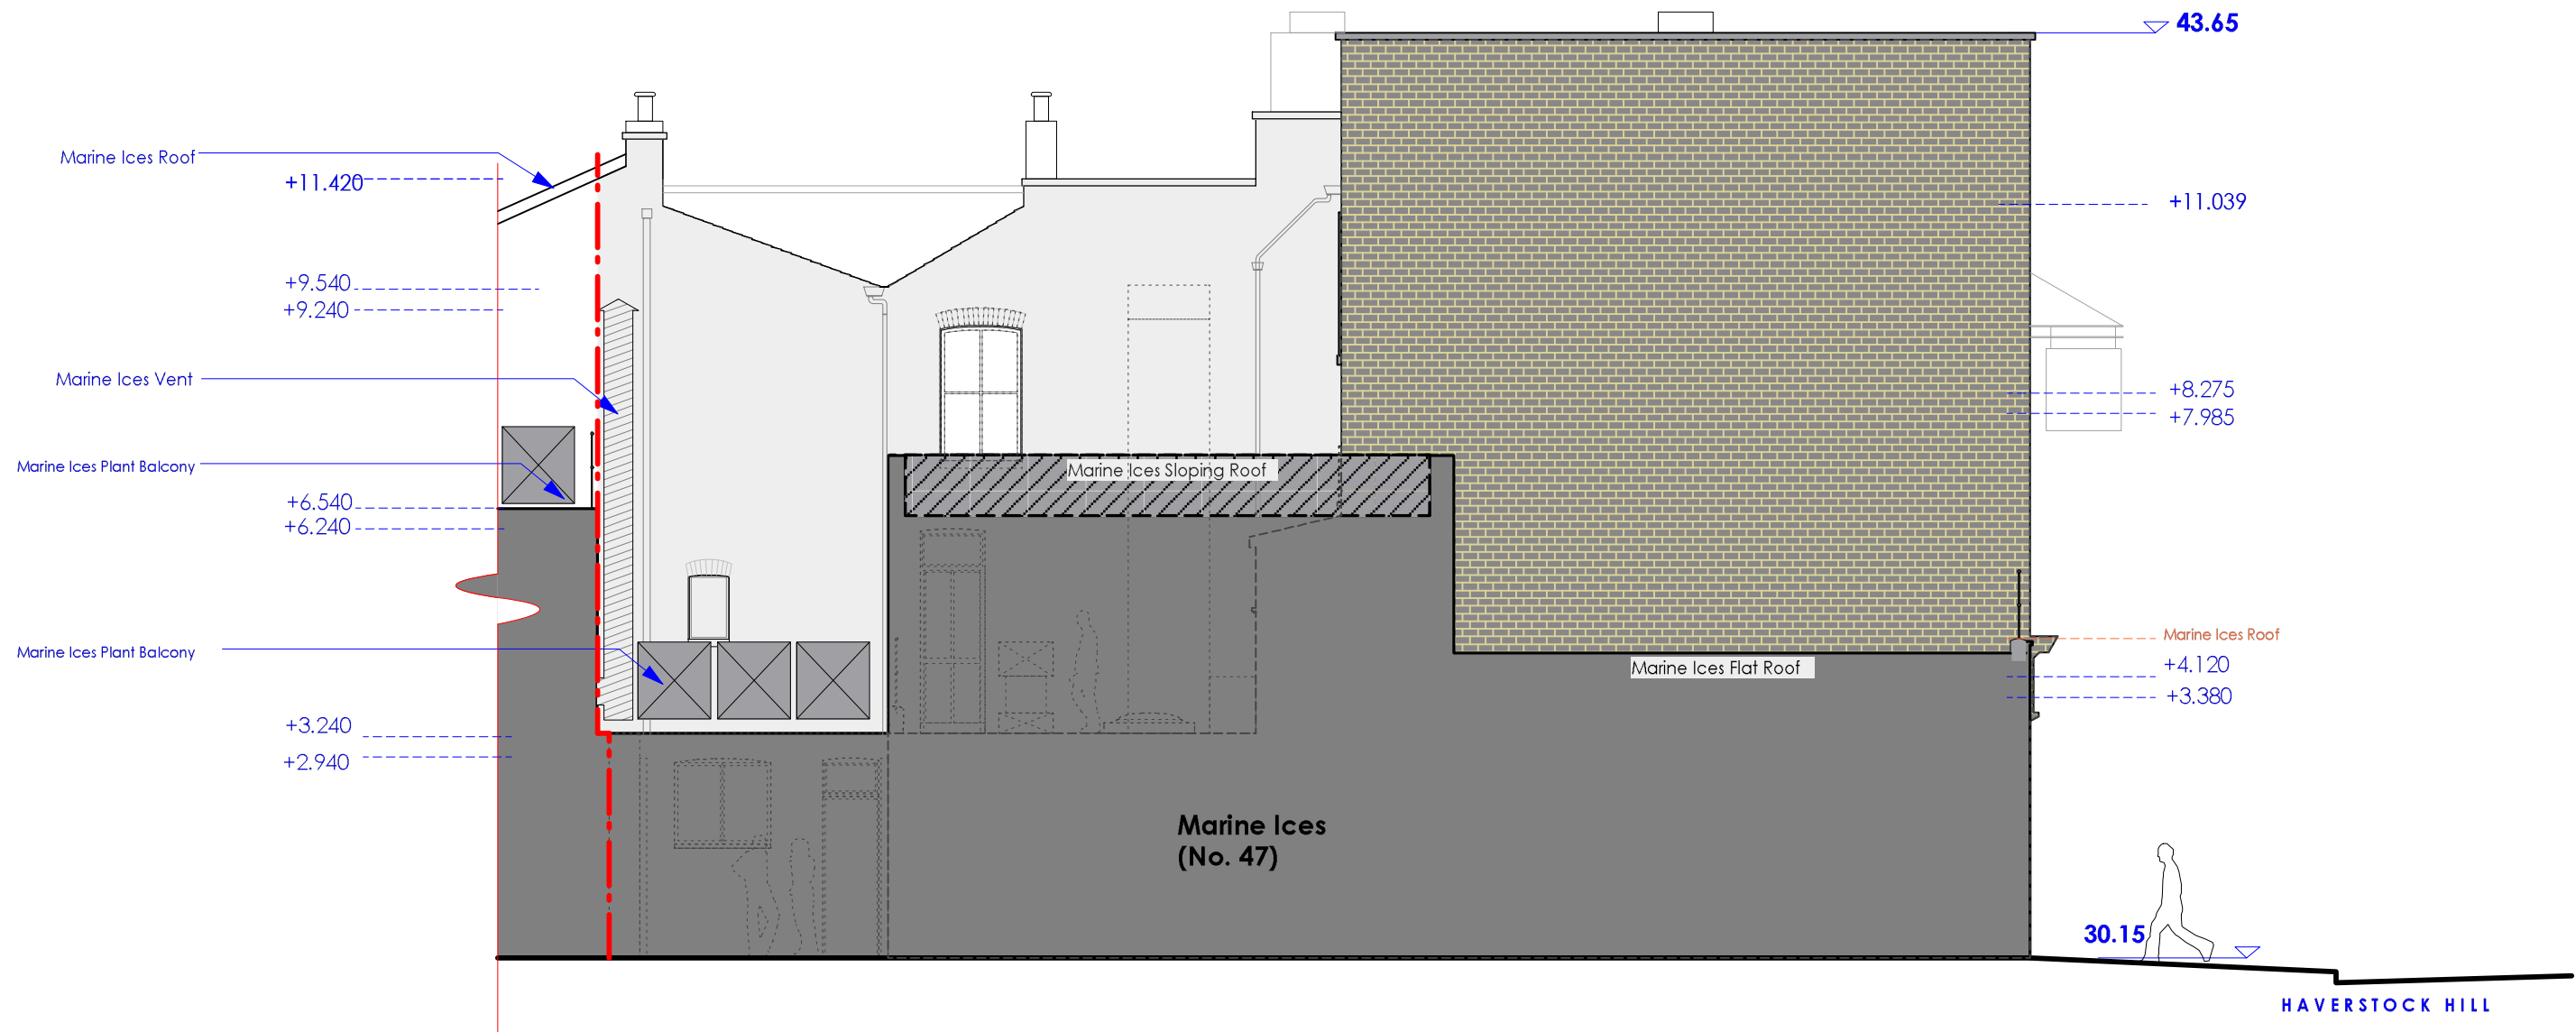 43.65
Marine Ices Roof
+11.420
+11.039
+9.540
+9.240
Marine Ices Vent
+8.275
+7.985
Marine Ices Plant Balcony
Marine Ices Sloping Roof
+6.540
+6.240
Marine Ices Roof
Marine Ices Plant Balcony
Marine Ices Flat Roof
+4.120
+3.380
+3.240
+2.940
Marine Ices
(No. 47)
30.15
HAVERSTOCK HILL